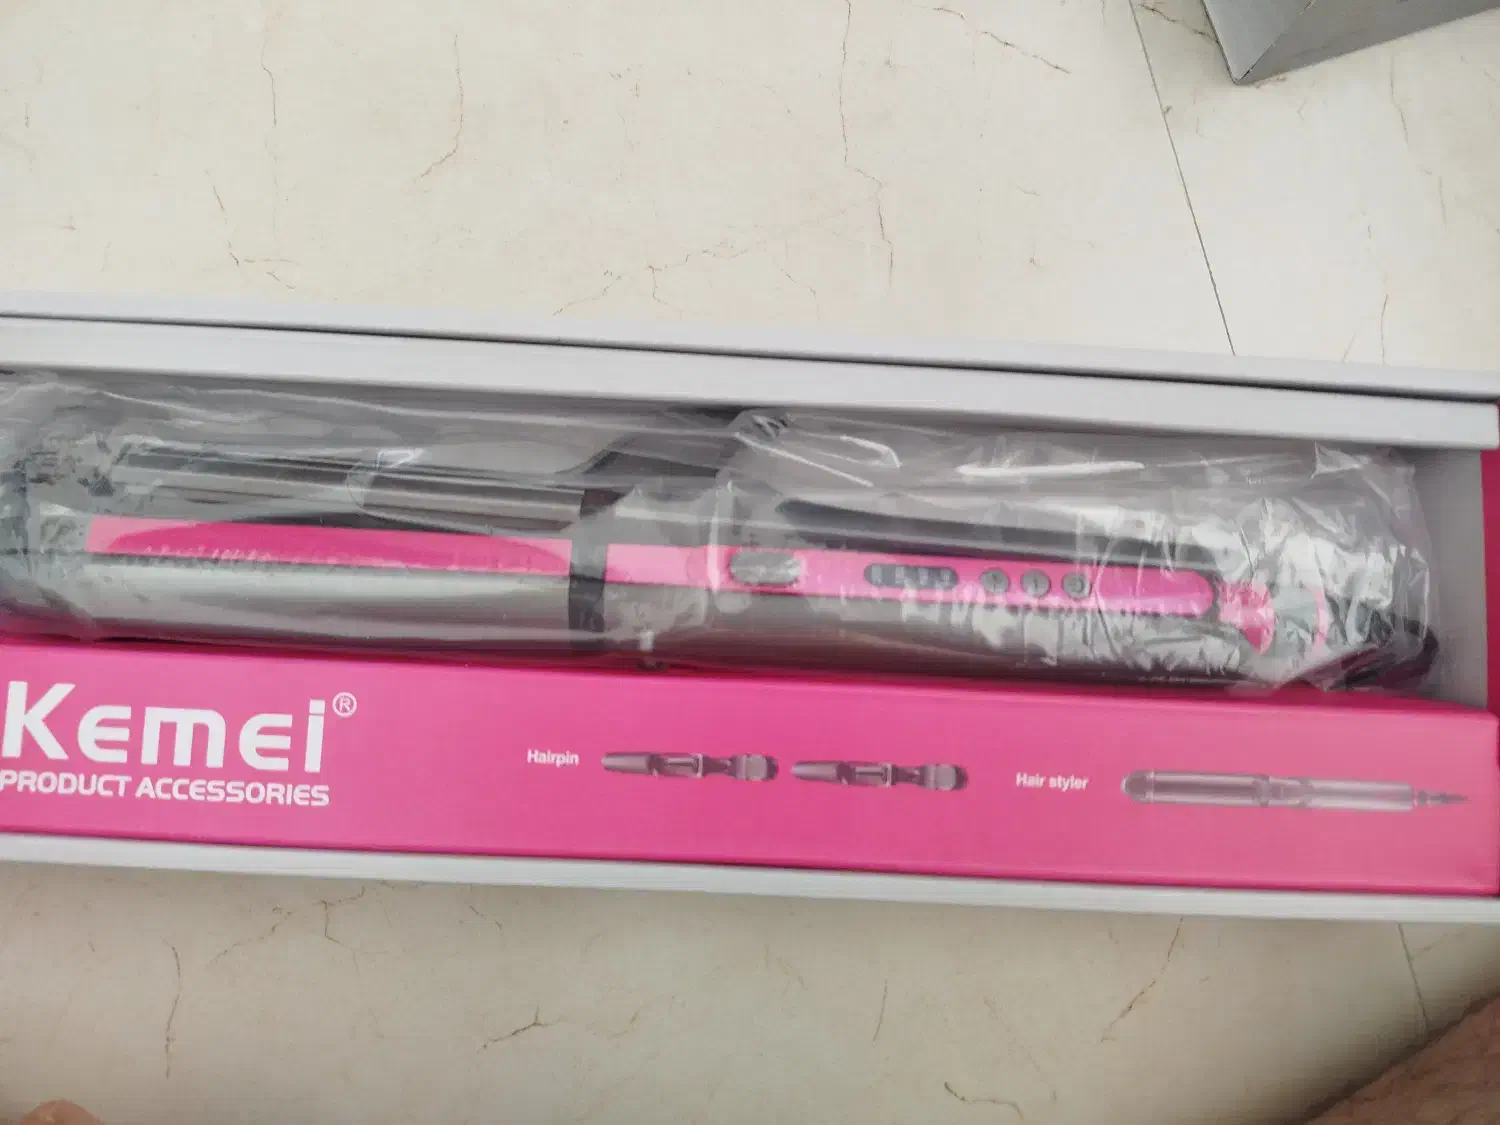 Kemei®
PRODUCT ACCESSORIES
Hairpin
Hair styler